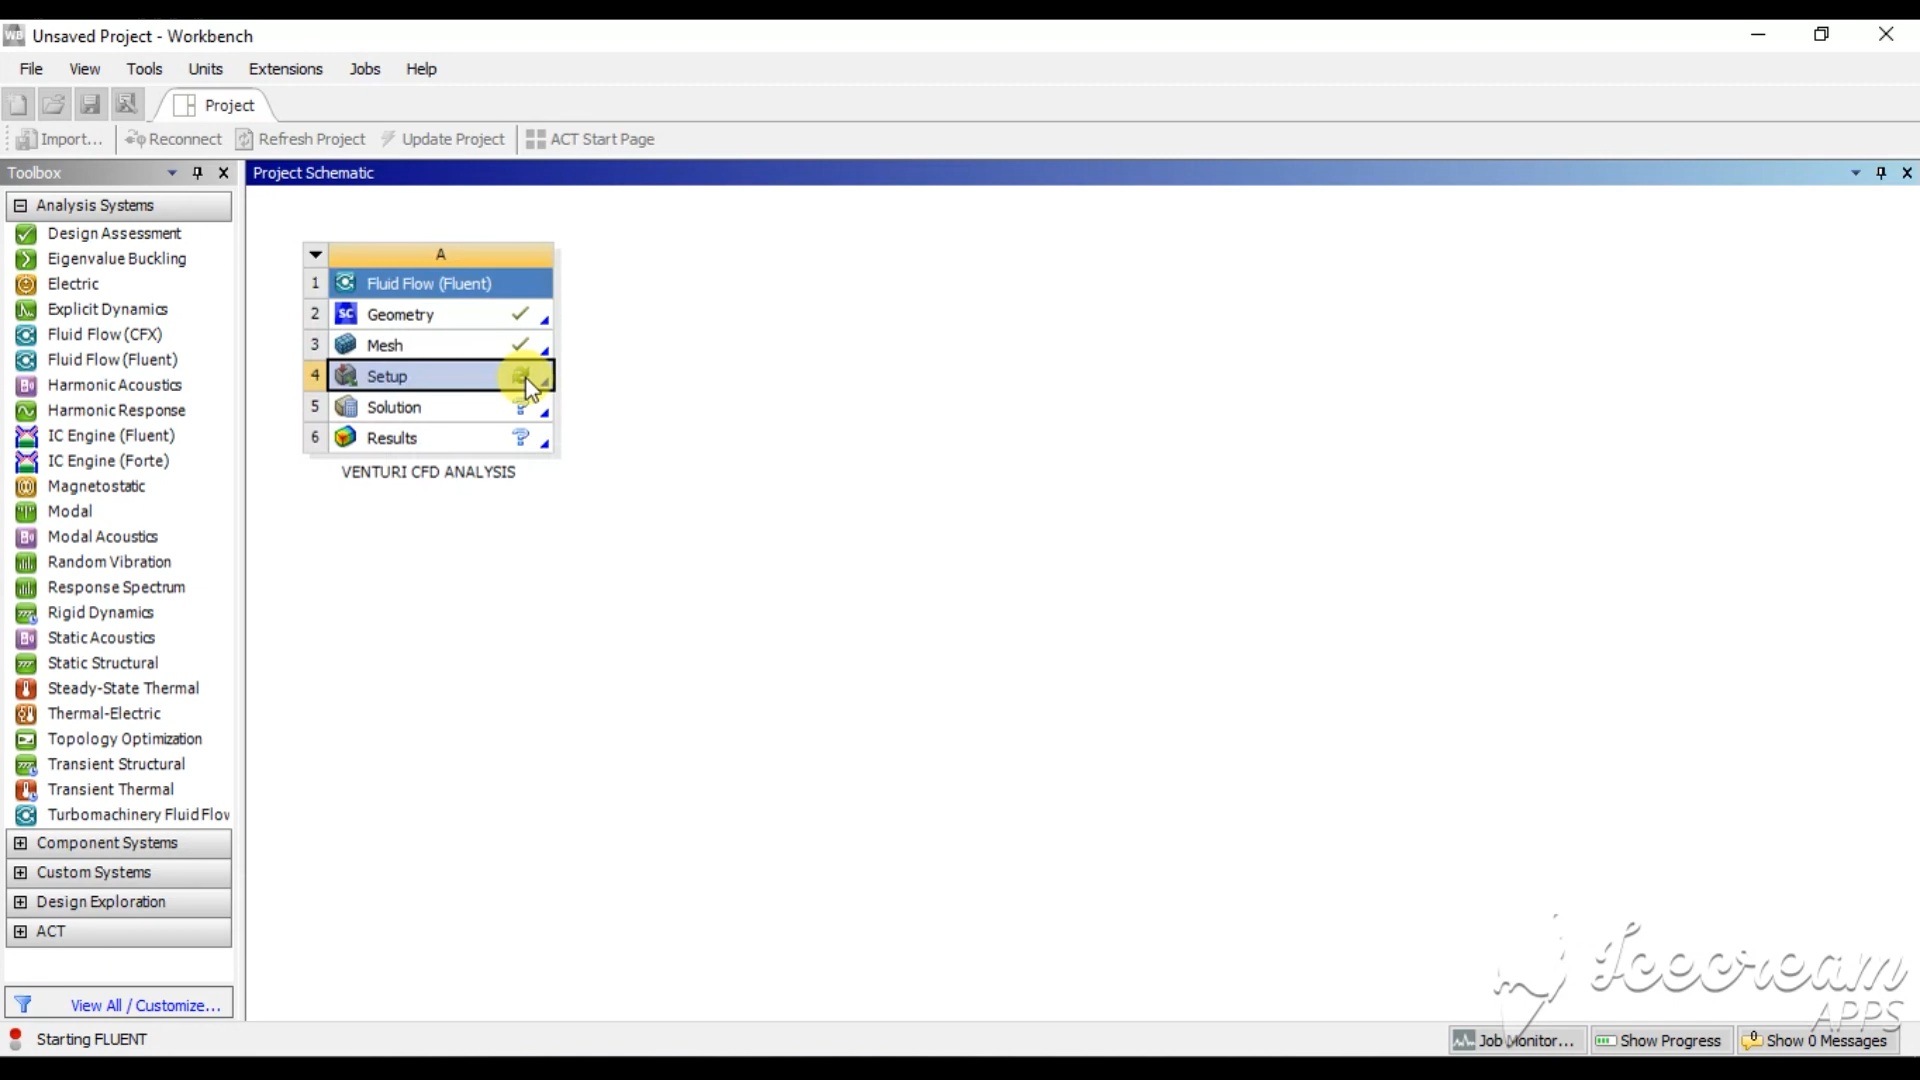 Unsaved Project - Workbench
File View Tools Units Extensions Jobs Help
Project
Import... Reconnect Refresh Project Update Project ACT Start Page
Toolbox
Project Schematic
Analysis Systems
Design Assessment
Eigenvalue Buckling
Electric
Explicit Dynamics
Fluid Flow (CFX)
Fluid Flow (Fluent)
Harmonic Acoustics
Harmonic Response
IC Engine (Fluent)
IC Engine (Forte)
Magnetostatic
Modal
Modal Acoustics
Random Vibration
Response Spectrum
Rigid Dynamics
Static Acoustics
Static Structural
Steady-State Thermal
Thermal-Electric
Topology Optimization
Transient Structural
Transient Thermal
Turbomachinery Fluid Flow
Component Systems
Custom Systems
Design Exploration
ACT
View All / Customize...
A
1 Fluid Flow (Fluent)
2 SC Geometry
3 Mesh
4 Setup
5 Solution ?
6 Results ?
VENTURI CFD ANALYSIS
Icecream
APPS
Starting FLUENT
Job Monitor... Show Progress Show 0 Messages